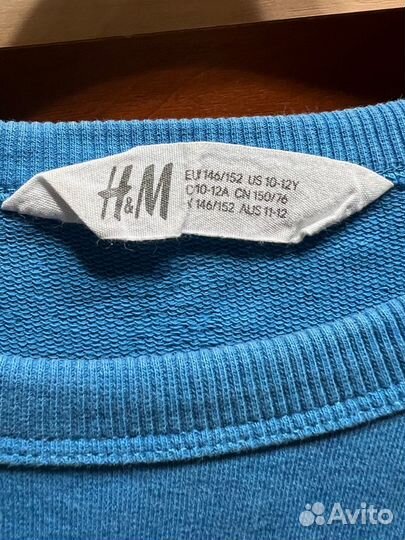 H&M
EU 146/152 US 10-12Y
10-12A CN 150/76
146/152 AUS 11-12
Avito